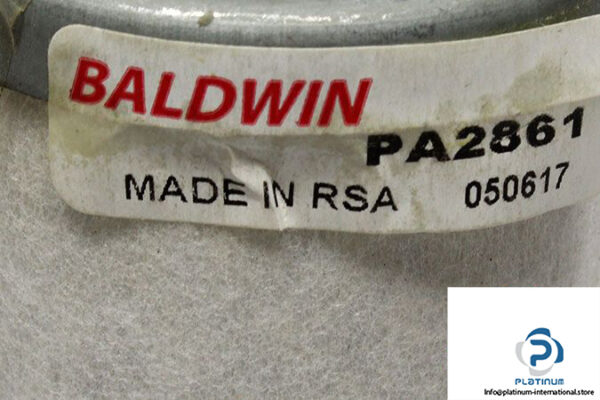 BALDWIN
PA2861
MADE IN RSA 050617
PLATINUM
Info@platinum-international.store